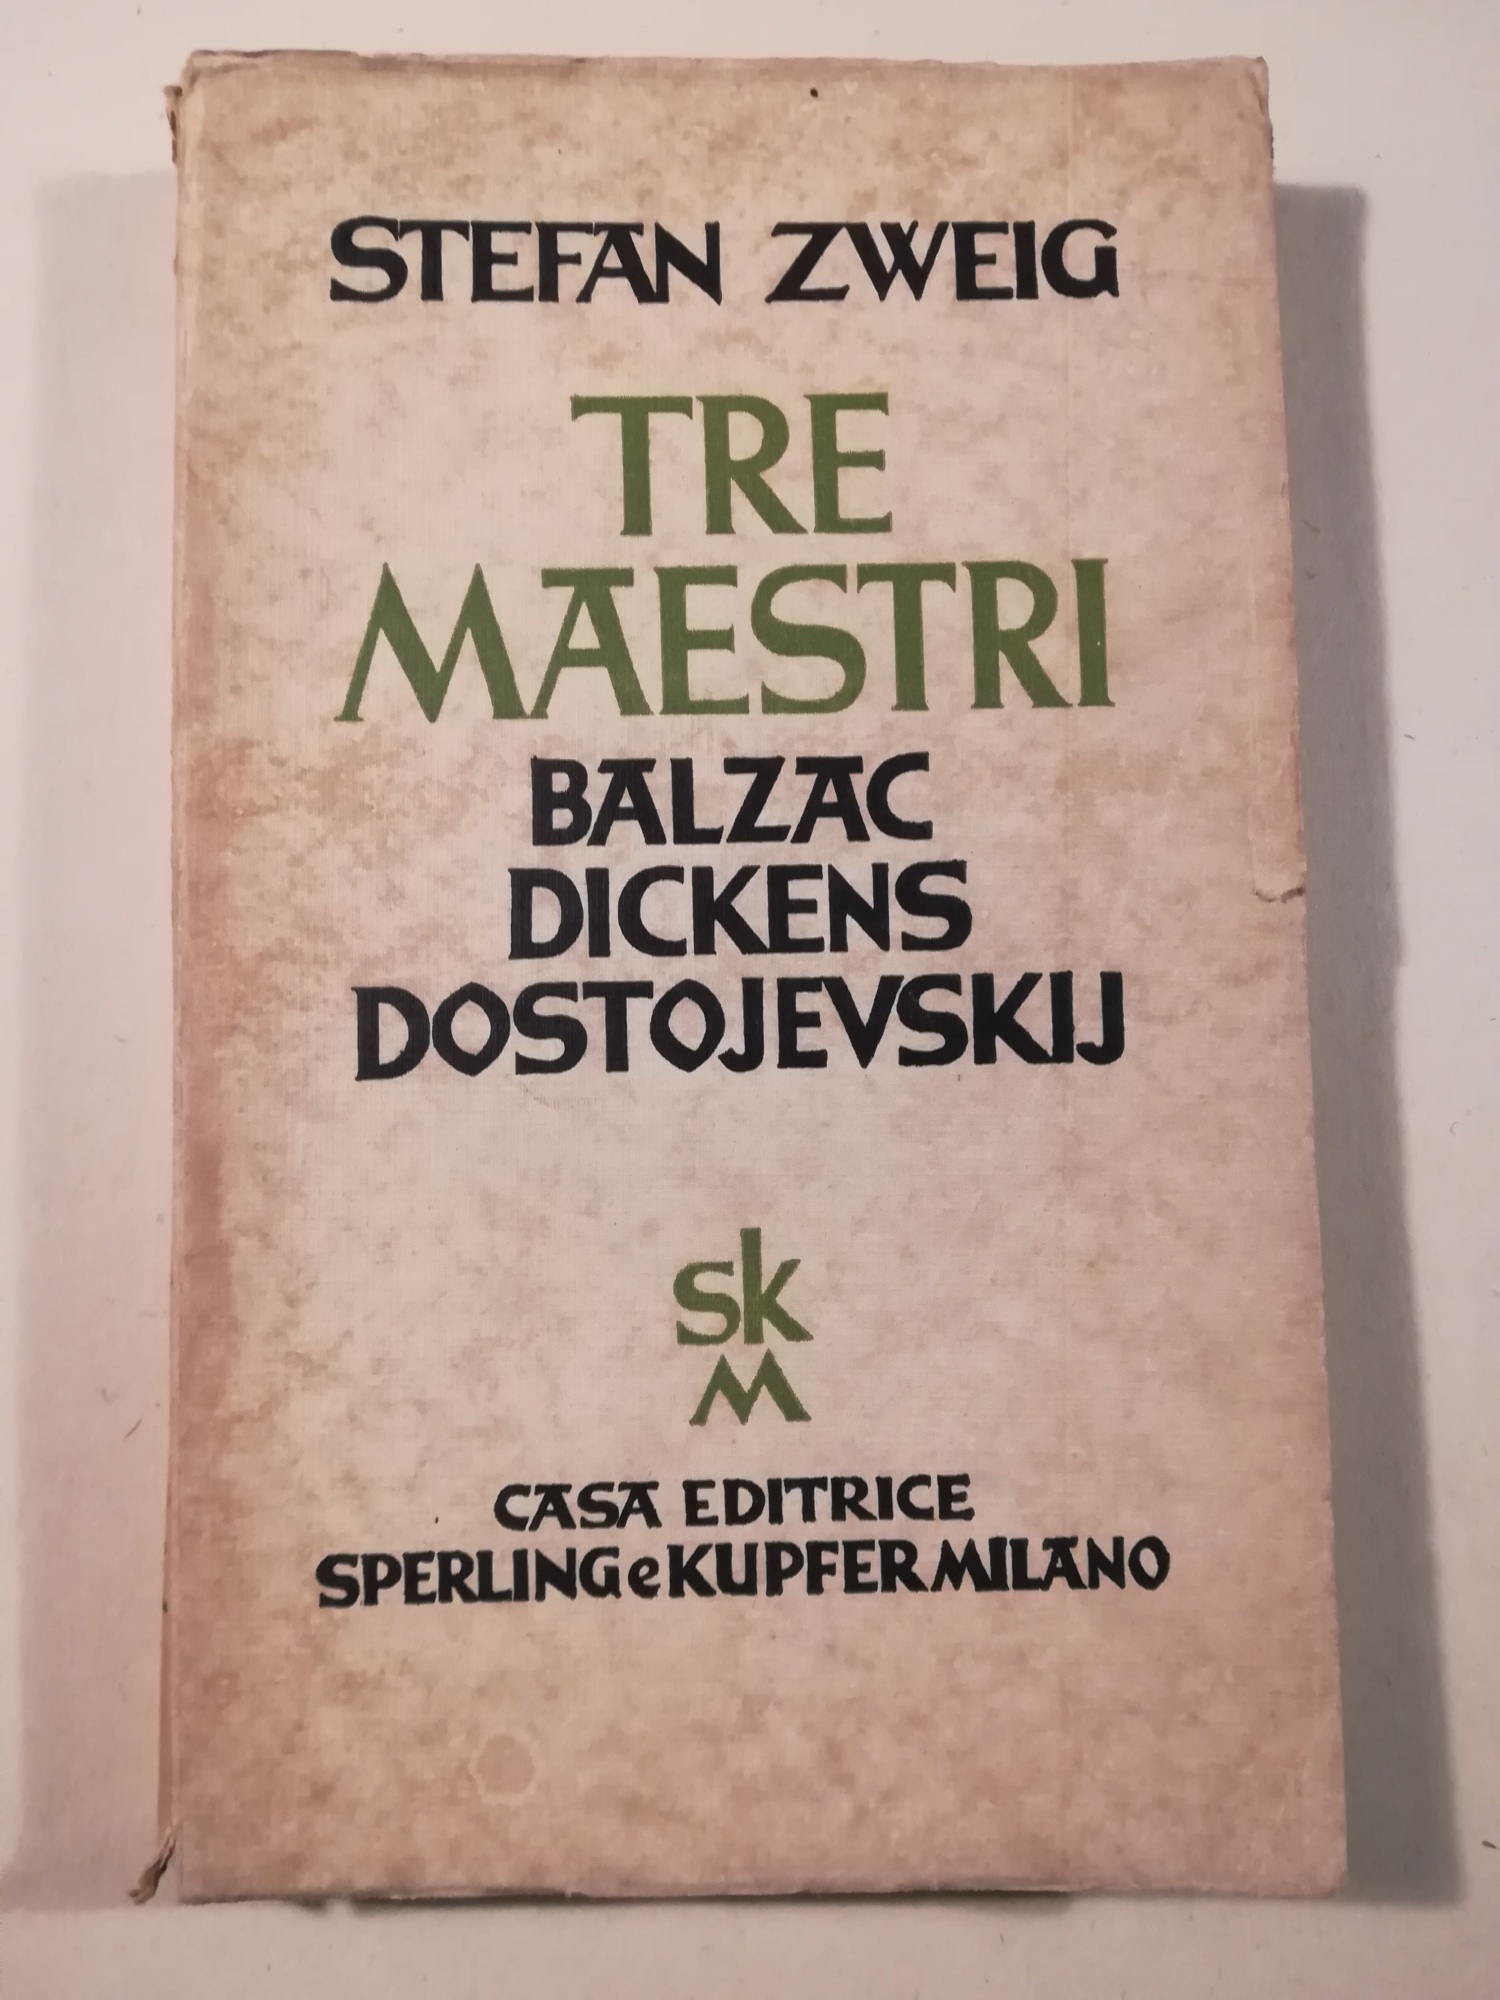 STEFAN ZWEIG
TRE
MAESTRI
BALZAC
DICKENS
DOSTOJEVSKIJ
sk
M
CASA EDITRICE
SPERLING e KUPFER MILANO